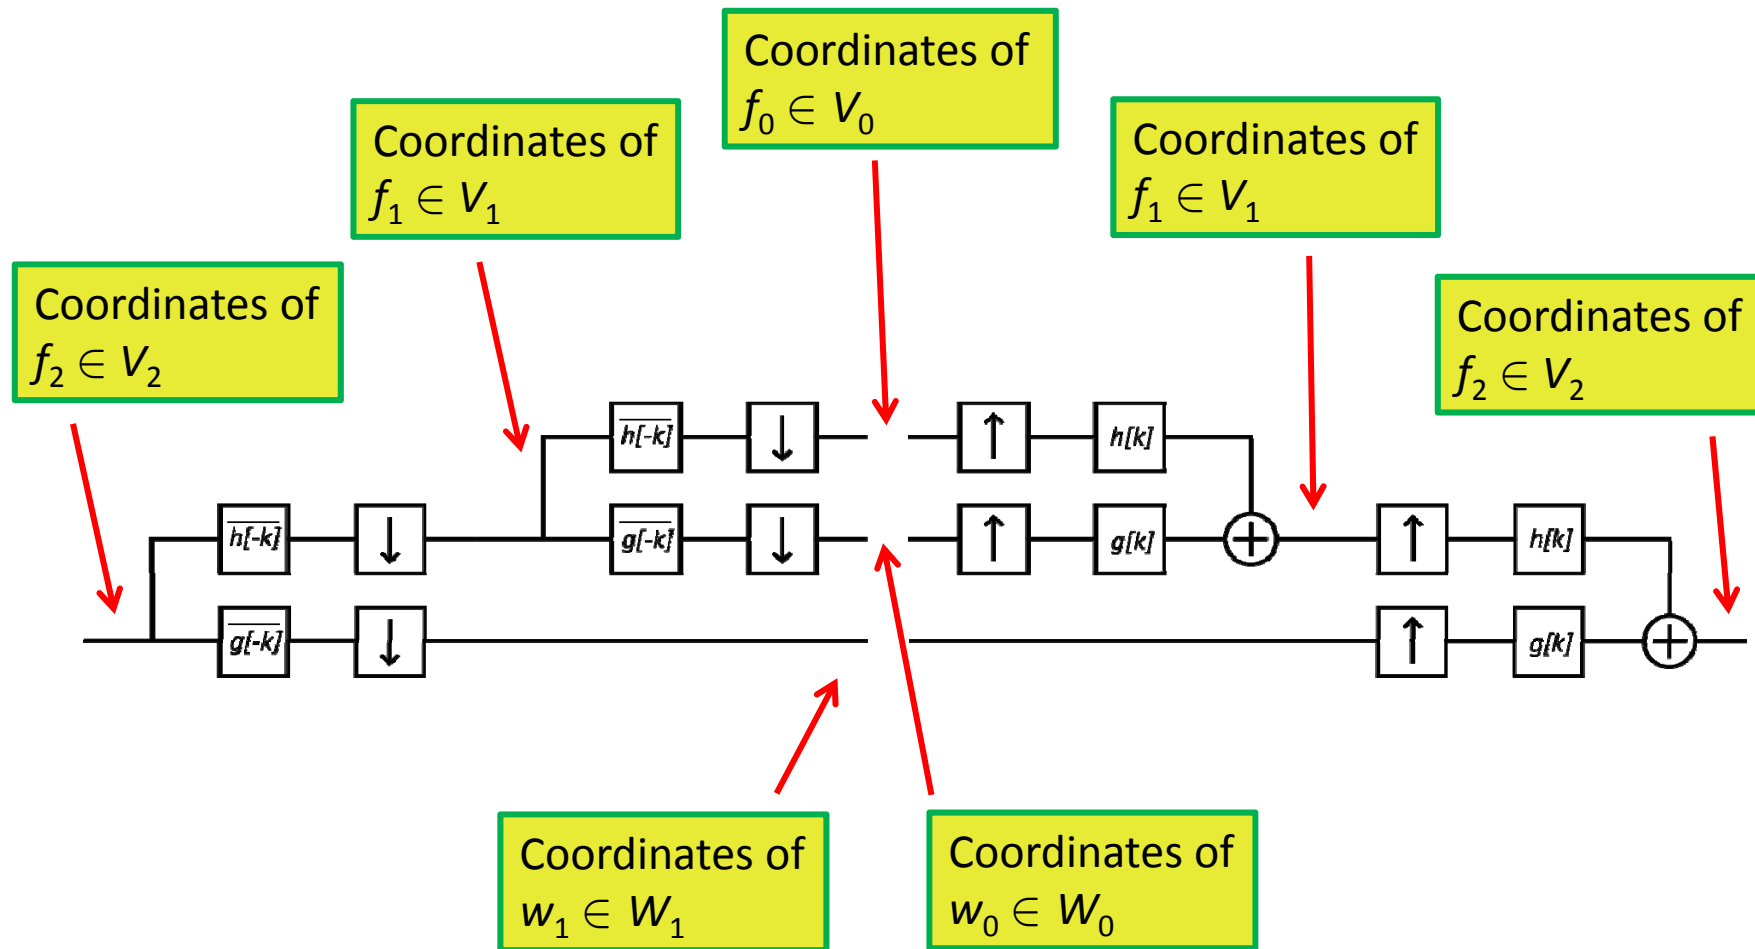 Coordinates of
f₀ ∈ V₀
Coordinates of
f₁ ∈ V₁
Coordinates of
f₁ ∈ V₁
Coordinates of
f₂ ∈ V₂
Coordinates of
f₂ ∈ V₂
h̅[̅-̅k̅]̅ ↓ ↑ h[k]
h̅[̅-̅k̅]̅ ↓ g̅[̅-̅k̅]̅ ↓ ↑ g[k] + ↑ h[k]
g̅[̅-̅k̅]̅ ↓ ↑ g[k] +
Coordinates of
w₁ ∈ W₁
Coordinates of
w₀ ∈ W₀